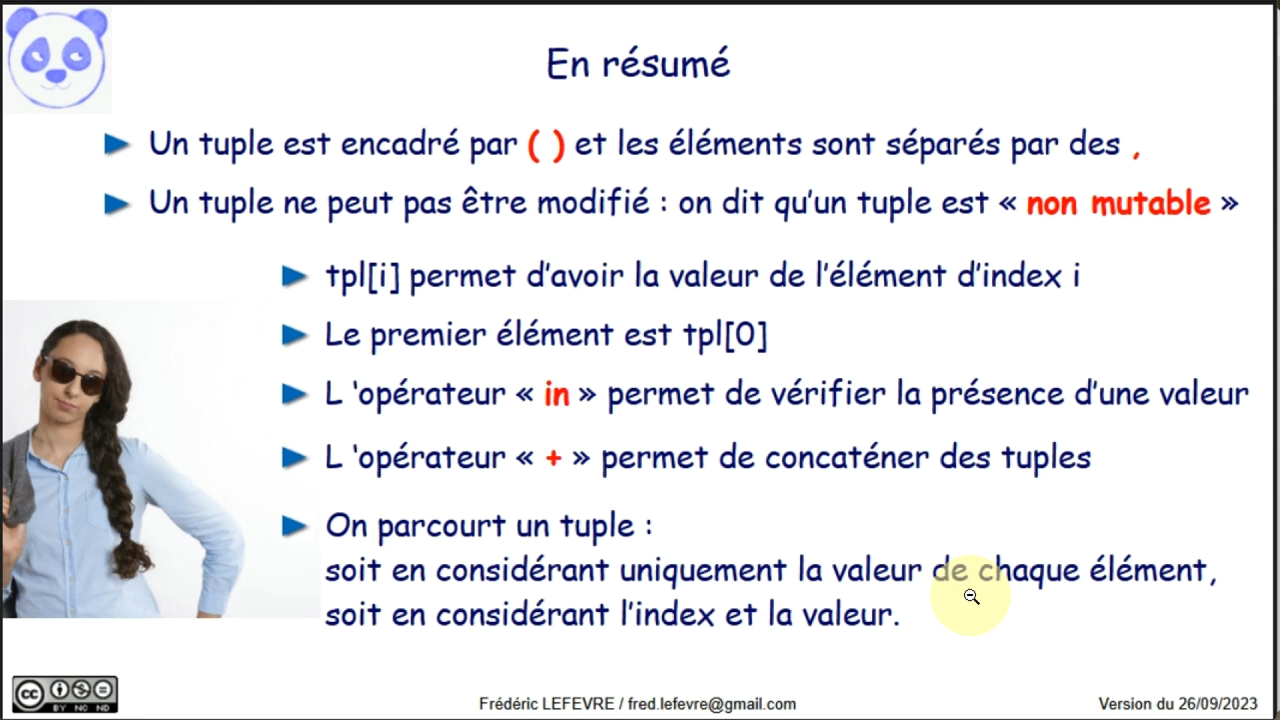 En résumé
Un tuple est encadré par ( ) et les éléments sont séparés par des ,
Un tuple ne peut pas être modifié : on dit qu'un tuple est « non mutable »
tpl[i] permet d'avoir la valeur de l'élément d'index i
Le premier élément est tpl[0]
L 'opérateur « in » permet de vérifier la présence d'une valeur
L 'opérateur « + » permet de concaténer des tuples
On parcourt un tuple :
soit en considérant uniquement la valeur de chaque élément,
soit en considérant l'index et la valeur.
cc
BY NC ND
Frédéric LEFEVRE / fred.lefevre@gmail.com
Version du 26/09/2023